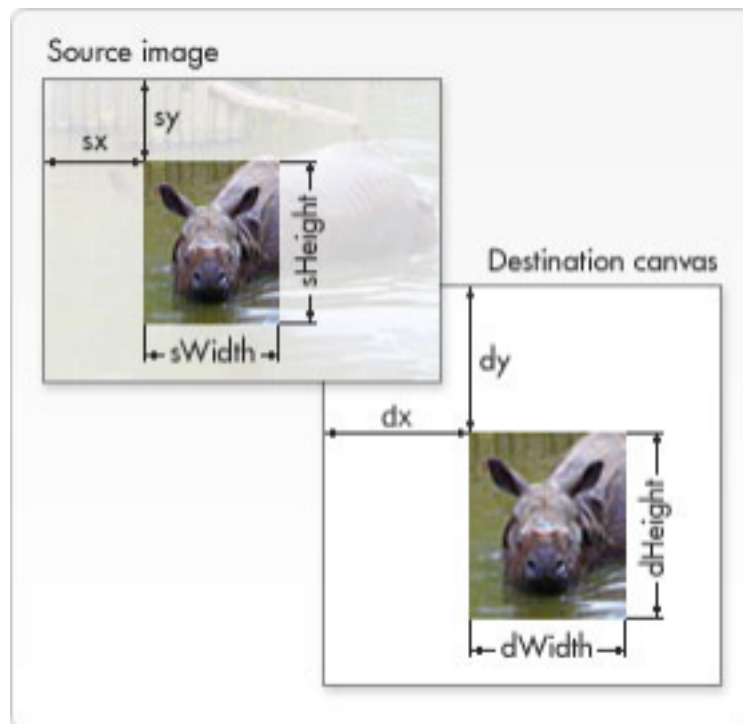 Source image
sy
sx
sHeight
sWidth
Destination canvas
dy
dx
dHeight
dWidth